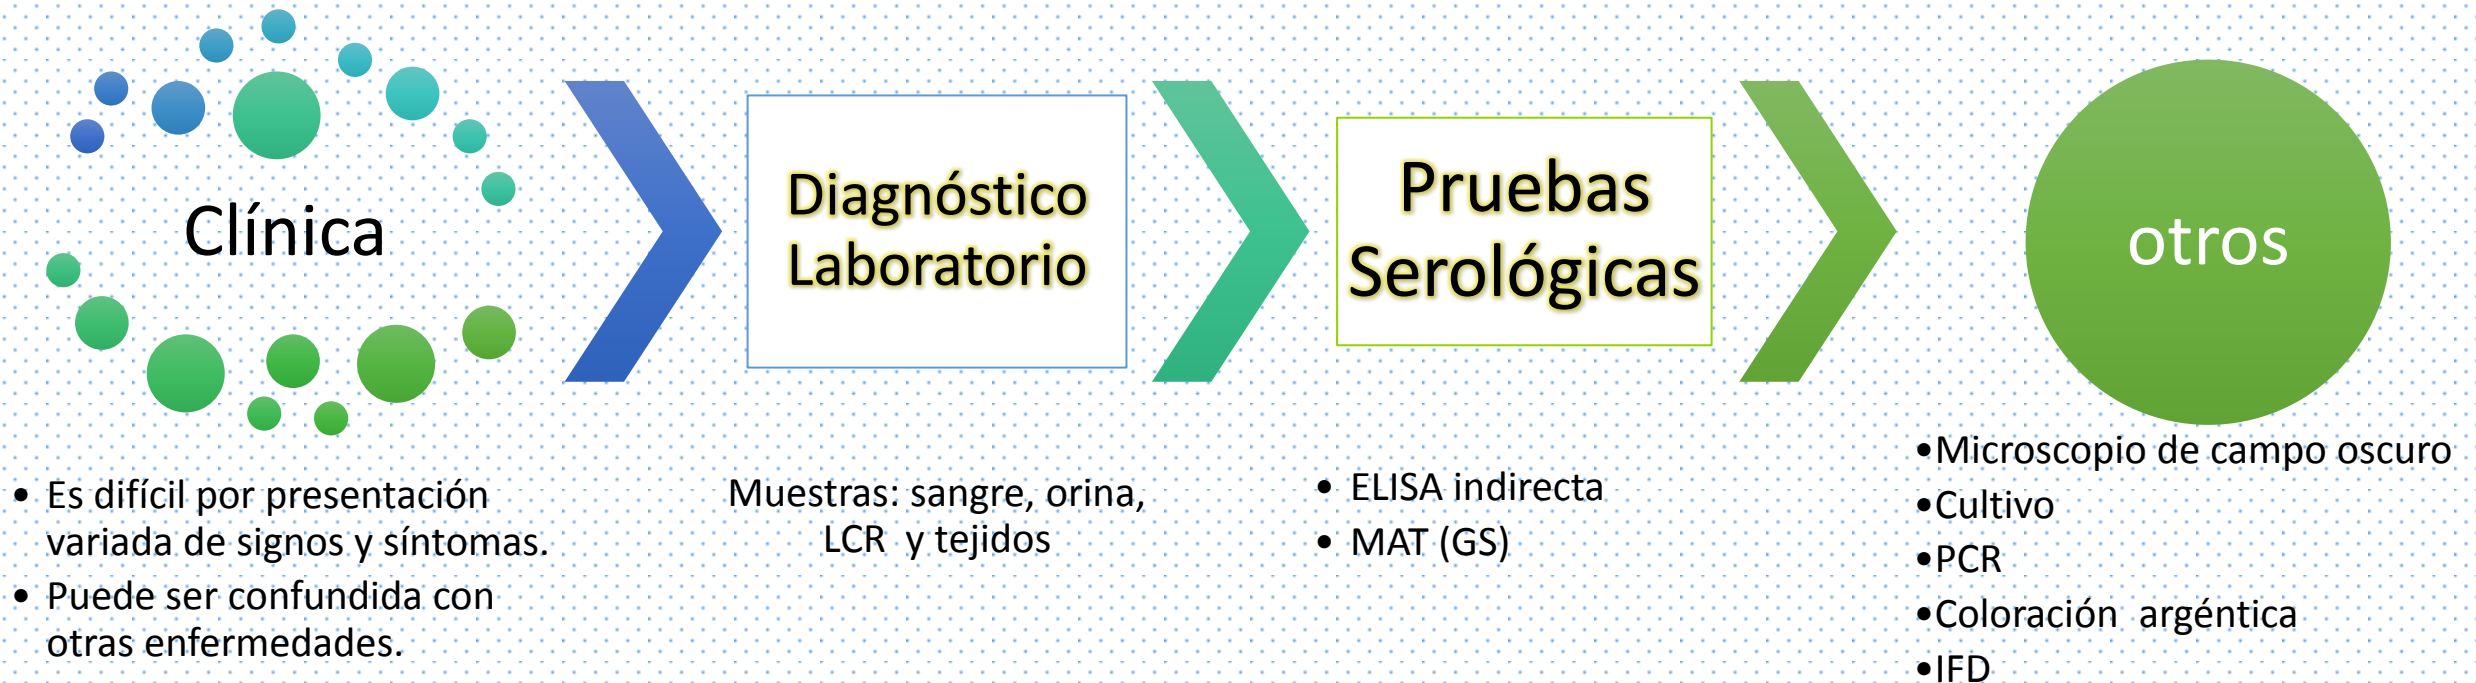 Clínica
• Es difícil por presentación
variada de signos y síntomas.
• Puede ser confundida con
otras enfermedades.
Diagnóstico
Laboratorio
Muestras: sangre, orina,
LCR y tejidos
Pruebas
Serológicas
• ELISA indirecta
• MAT (GS)
otros
•Microscopio de campo oscuro
•Cultivo
•PCR
•Coloración argéntica
•IFD